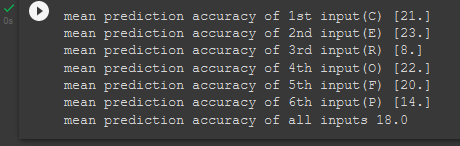 mean prediction accuracy of 1st input(C) [21.]
mean prediction accuracy of 2nd input(E) [23.]
mean prediction accuracy of 3rd input(R) [8.]
mean prediction accuracy of 4th input(O) [22.]
mean prediction accuracy of 5th input(F) [20.]
mean prediction accuracy of 6th input(P) [14.]
mean prediction accuracy of all inputs 18.0
0s